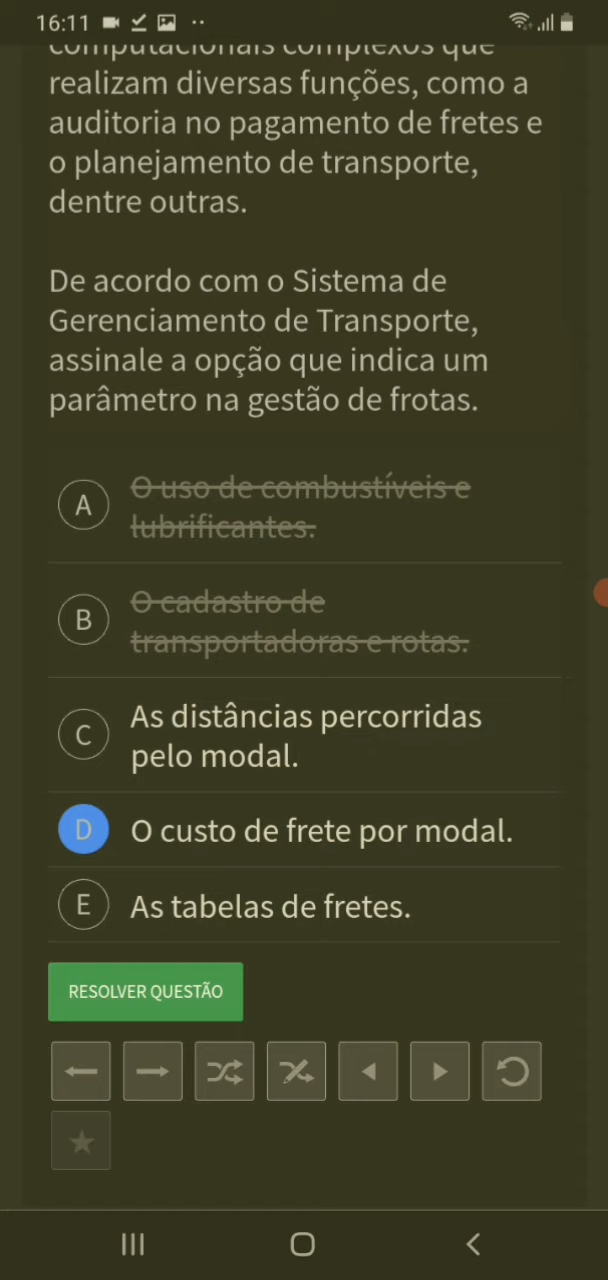 16:11
computacionais complexos que
realizam diversas funções, como a
auditoria no pagamento de fretes e
o planejamento de transporte,
dentre outras.
De acordo com o Sistema de
Gerenciamento de Transporte,
assinale a opção que indica um
parâmetro na gestão de frotas.
A
O uso de combustíveis e
lubrificantes.
B
O cadastro de
transportadoras e rotas.
C
As distâncias percorridas
pelo modal.
D
O custo de frete por modal.
E
As tabelas de fretes.
RESOLVER QUESTÃO